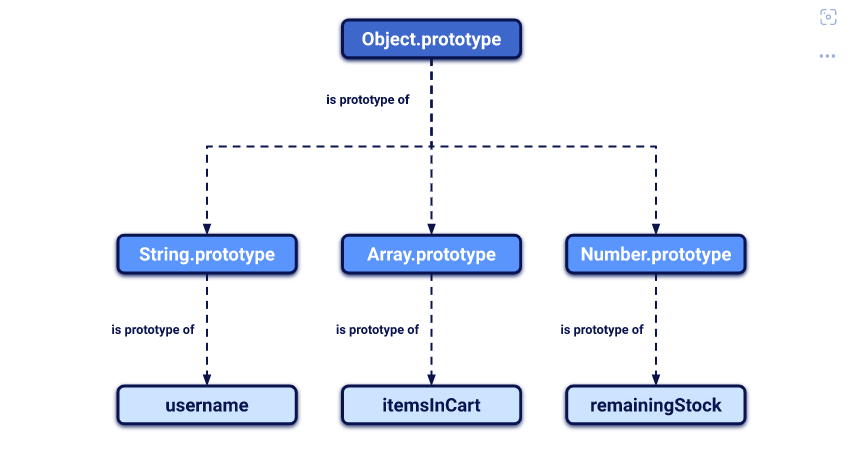 Object.prototype
is prototype of
String.prototype
Array.prototype
Number.prototype
is prototype of
is prototype of
is prototype of
username
itemsInCart
remainingStock